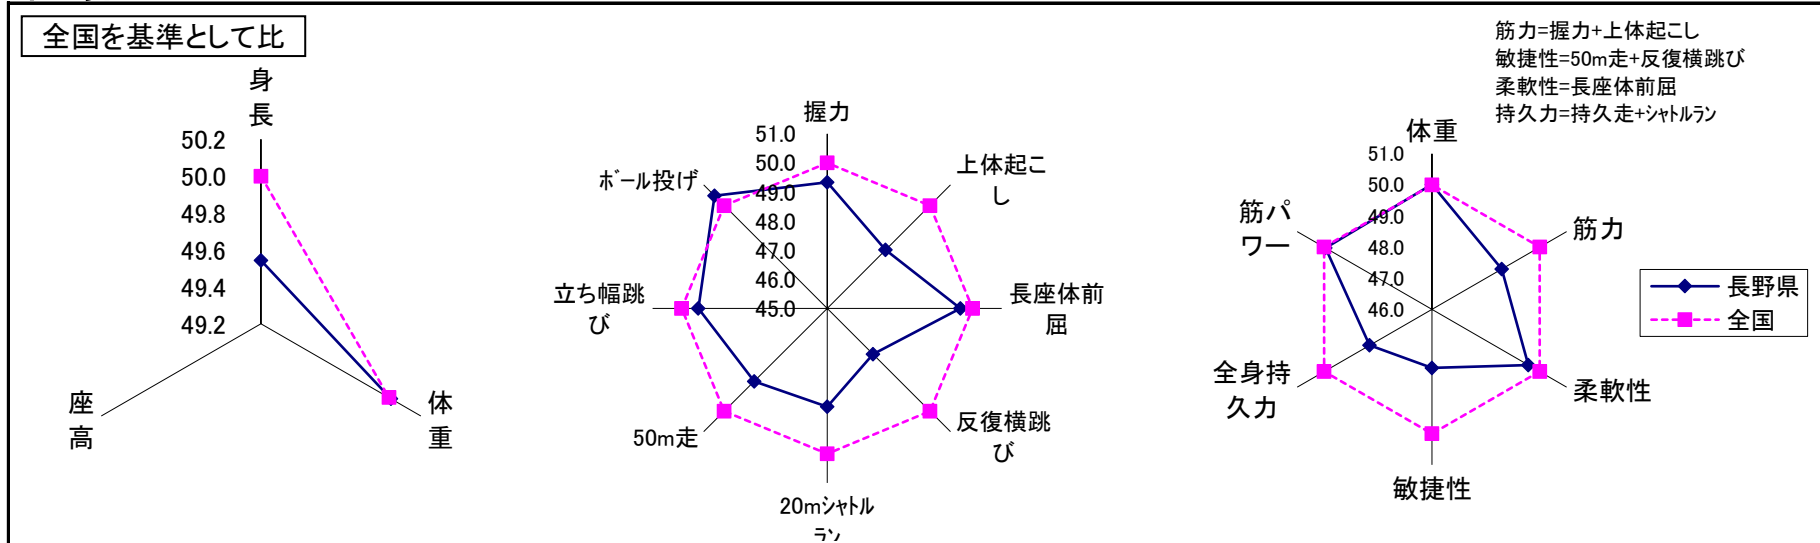 全国を基準として比
身
長
50.2
50.0
49.8
49.6
49.4
49.2
座
高
体
重
握力
51.0
50.0
49.0
48.0
47.0
46.0
45.0
上体起こ
し
長座体前
屈
反復横跳
び
20mシャトル
ラン
50m走
立ち幅跳
び
ボール投げ
筋力=握力+上体起こし
敏捷性=50m走+反復横跳び
柔軟性=長座体前屈
持久力=持久走+シャトルラン
体重
51.0
50.0
49.0
48.0
47.0
46.0
筋力
柔軟性
敏捷性
全身持
久力
筋パ
ワー
長野県
全国